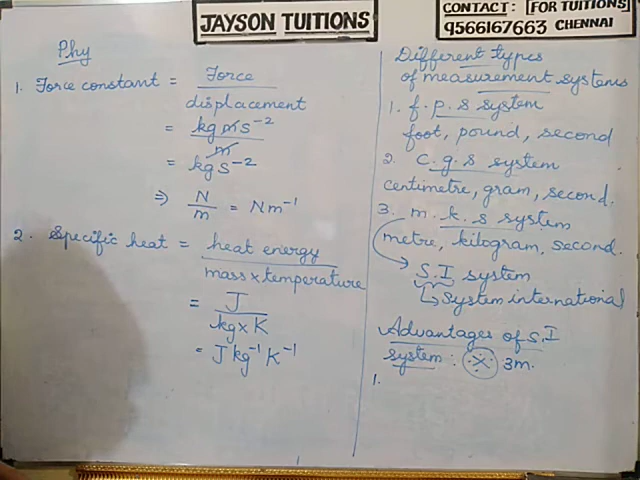 JAYSON TUITIONS
CONTACT: [FOR TUITIONS]
9566167663 CHENNAI
Phy
1. Force constant = Force
displacement
= kg m s⁻²
m
= kg s⁻²
⇒ N/m = Nm⁻¹
2. Specific heat = heat energy
mass x temperature
= J
kg x K
= J kg⁻¹ K⁻¹
Different types
of measurement systems
1. f.p.s system
foot, pound, second
2. c.g.s system
centimetre, gram, second.
3. m.k.s system
metre, kilogram, second.
S.I system
↳ System international
Advantages of S.I
system: 3m.
1.